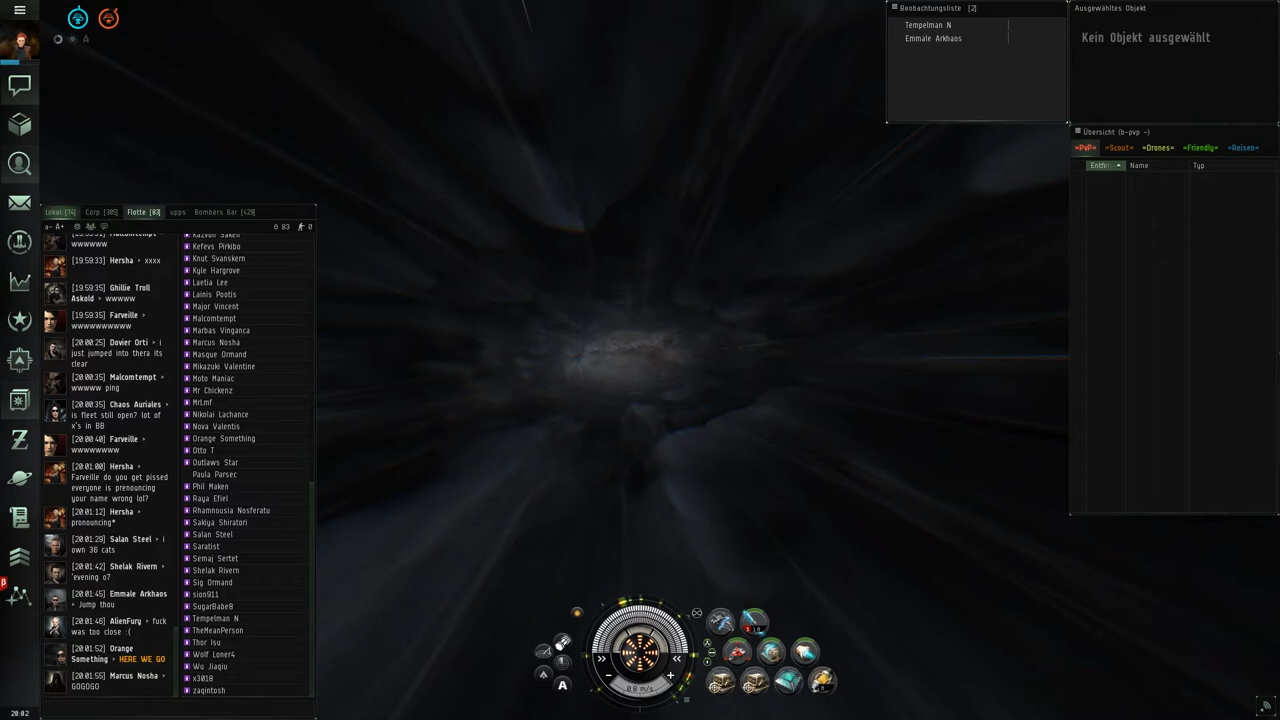 Beobachtungsliste [2]
Tempelman N
Emmale Arkhaos
Ausgewähltes Objekt
Kein Objekt ausgewählt
Übersicht (b-pvp -)
=PvP= =Scout= =Drones= =Friendly= =Reisen=
Name Typ
A
Lokal [74] Corp [305] Flotte [83] upps Bombers Bar [429]
a- A+ 83 0
wwwwww
[19:59:33] Hersha > xxxx
Ghillie Troll
[19:59:35] Askold > wwwww
[19:59:35] Farveille >
wwwwwwwwwww
[20:00:25] Dovier Orti > i
just jumped into thera its
clear
[20:00:35] Malcomtempt >
wwwww ping
[20:00:35] Chaos Auriales >
is fleet still open? lot of
x's in BB
[20:00:40] Farveille >
wwwwwwwww
[20:01:00] Hersha >
Farveille do you get pissed
everyone is prenouncing
your name wrong lol?
[20:01:12] Hersha >
pronouncing*
[20:01:29] Salan Steel > i
own 36 cats
[20:01:42] Shelak Rivern >
'evening o7
[20:01:45] Emmale Arkhaos
> Jump thou
[20:01:46] AlienFury > fuck
was too close :(
[20:01:52] Orange
Something > HERE WE GO
[20:01:55] Marcus Nosha >
GOGOGO
Kefevs Pirkibo
Knut Svanskern
Kyle Hargrove
Laetia Lee
Lainis Pootis
Major Vincent
Malcomtempt
Marbas Vinganca
Marcus Nosha
Masque Ormand
Mikazuki Valentine
Moto Maniac
Mr Chickenz
MrLmf
Nikolai Lachance
Nova Valentis
Orange Something
Otto T
Outlaws Star
Paula Parsec
Phil Maken
Raya Efiel
Rhamnousia Nosferatu
Sakiya Shiratori
Salan Steel
Saratist
Semaj Sertet
Shelak Rivern
Sig Ormand
sion911
SugarBabe8
Tempelman N
TheMeanPerson
Thor Isu
Wolf Loner4
Wu Jiaqiu
x3018
zaqintosh
A
20:02